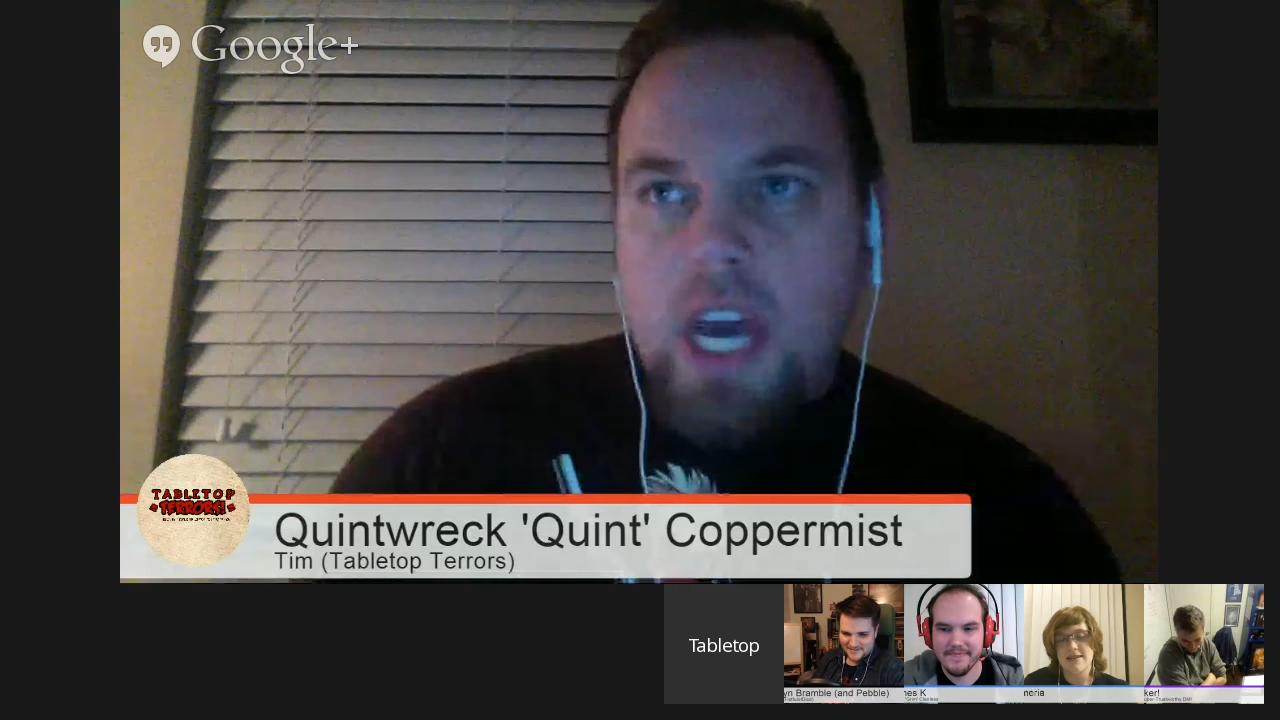 Google+
TABLETOP
TERRORS!
Quintwreck 'Quint' Coppermist
Tim (Tabletop Terrors)
Tabletop
yn Bramble (and Pebble)
nes K
neria
ker!